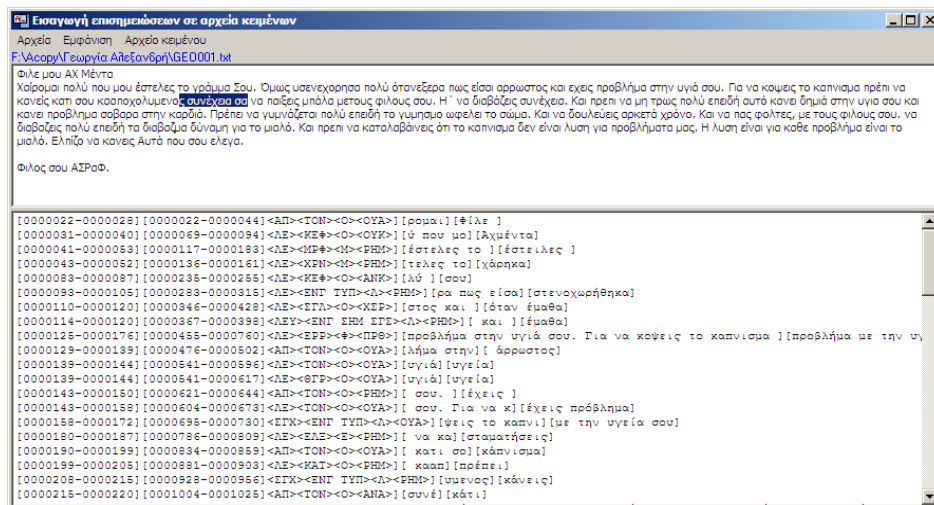 Εισαγωγή επισημειώσεων σε αρχεία κειμένων
Αρχεία Εμφάνιση Αρχείο κειμένου
F:\Acopy\Γεωργία Αλεξανδρή\GEO001.txt
Φιλε μου ΑΧ Μέντα
Χαίρομαι πολύ που μου έστελες το γράμμα Σου. Όμως υσενεχορησα πολύ ότανεξερα πως είσαι αρρωστος και εχεις προβλήμα στην υγιά σου. Για να κοψεις το καπνισμα πρέπι να
κανείς κατι σου κααποχολυμενος συνέχεια σα να παιξεις μπάλα μετους φιλους σου. Η΄ να διαβάζεις συνέχεια. Και πρεπι να μη τρως πολύ επειδή αυτό κανει δημιά στην υγια σου και
κανει προβλημα σοβαρα στην καρδιά. Πρέπει να γυμνάζεται πολύ επειδή το γυμησμο ωφελει το σώμα. Και να δουλεύεις αρκετά χρόνο. Και να πας φολτες, με τους φιλους σου. να
διαβαζεις πολύ επειδή τα διαβαζμα δύναμη για το μιαλό. Και πρεπι να καταλαβάινεις ότι το καπνισμα δεν είναι λυση για προβλήματα μας. Η λυση είναι για καθε προβλήμα είναι το
μιαλό. Ελπίζο να κανεις Αυτά που σου ελεγα.
Φιλος σου ΑΣΡαΦ.
[0000022-0000028][0000022-0000044]<ΑΠ><ΤΟΝ><Ο><ΟΥΑ>][ρομαι][Φίλε ]
[0000031-0000040][0000069-0000094]<ΛΕ><ΚΕΦ><Ο><ΟΥΚ>][ύ που μο][Αχμέντα]
[0000041-0000053][0000117-0000183]<ΛΕ><ΜΡΦ><Μ><ΡΗΜ>][έστελες το ][έστειλες ]
[0000043-0000052][0000136-0000161]<ΛΕ><ΧΡΝ><Μ><ΡΗΜ>][τελες το][χάρηκα]
[0000083-0000087][0000235-0000255]<ΛΕ><ΚΕΦ><Ο><ΑΝΚ>][λύ ][σου]
[0000093-0000105][0000283-0000315]<ΛΕ><ΕΝΓ ΤΥΠ><Λ><ΡΗΜ>][ρα πως είσα][στενοχωρήθηκα]
[0000110-0000120][0000346-0000428]<ΛΕ><ΣΓΛ><Ο><ΧΕΡ>][στος και ][όταν έμαθα]
[0000114-0000120][0000367-0000398]<ΛΕΥ><ΕΝΓ ΣΗΜ ΣΓΕ><Λ><ΡΗΜ>][ και ][έμαθα]
[0000125-0000176][0000455-0000760]<ΛΕ><ΕΡΡ><Φ><ΠΡΘ>][προβλήμα στην υγιά σου. Για να κοψεις το καπνισμα ][προβλήμα με την υγ
[0000129-0000139][0000476-0000502]<ΑΠ><ΤΟΝ><Ο><ΟΥΑ>][λήμα στην][ άρρωστος]
[0000139-0000144][0000541-0000596]<ΛΕ><ΤΟΝ><Ο><ΟΥΑ>][υγιά][υγεία]
[0000139-0000144][0000541-0000617]<ΛΕ><ΘΓΡ><Ο><ΟΥΑ>][υγιά][υγεία]
[0000143-0000150][0000621-0000644]<ΑΠ><ΤΟΝ><Ο><ΡΗΜ>][ σου. ][έχεις ]
[0000143-0000158][0000604-0000673]<ΛΕ><ΤΟΝ><Ο><ΟΥΑ>][ σου. Για να κ][έχεις πρόβλημα]
[0000158-0000172][0000695-0000730]<ΣΓΧ><ΕΝΓ ΤΥΠ><Λ><ΟΥΑ>][ψεις το καπνι][με την υγεία σου]
[0000180-0000187][0000786-0000809]<ΛΕ><ΕΛΣ><Ε><ΡΗΜ>][ να κα][σταματήσεις]
[0000190-0000199][0000834-0000859]<ΑΠ><ΤΟΝ><Ο><ΟΥΑ>][ κατι σο][κάπνισμα]
[0000199-0000205][0000881-0000903]<ΛΕ><ΚΑΤ><Ο><ΡΗΜ>][ κααπ][πρέπει]
[0000208-0000215][0000928-0000956]<ΣΓΧ><ΕΝΓ ΤΥΠ><Λ><ΡΗΜ>][υμενος][κάνεις]
[0000215-0000220][0001004-0001025]<ΑΠ><ΤΟΝ><Ο><ΑΝΑ>][συνέ][κάτι]